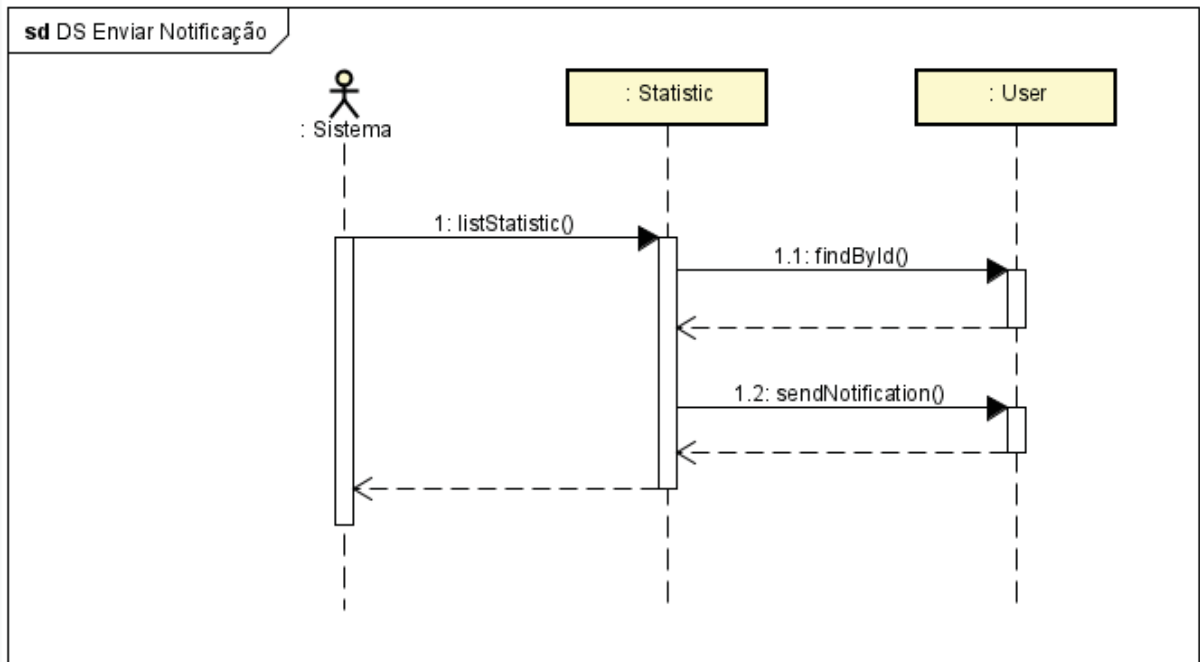 sd DS Enviar Notificação
: Sistema
: Statistic
: User
1: listStatistic()
1.1: findById()
1.2: sendNotification()